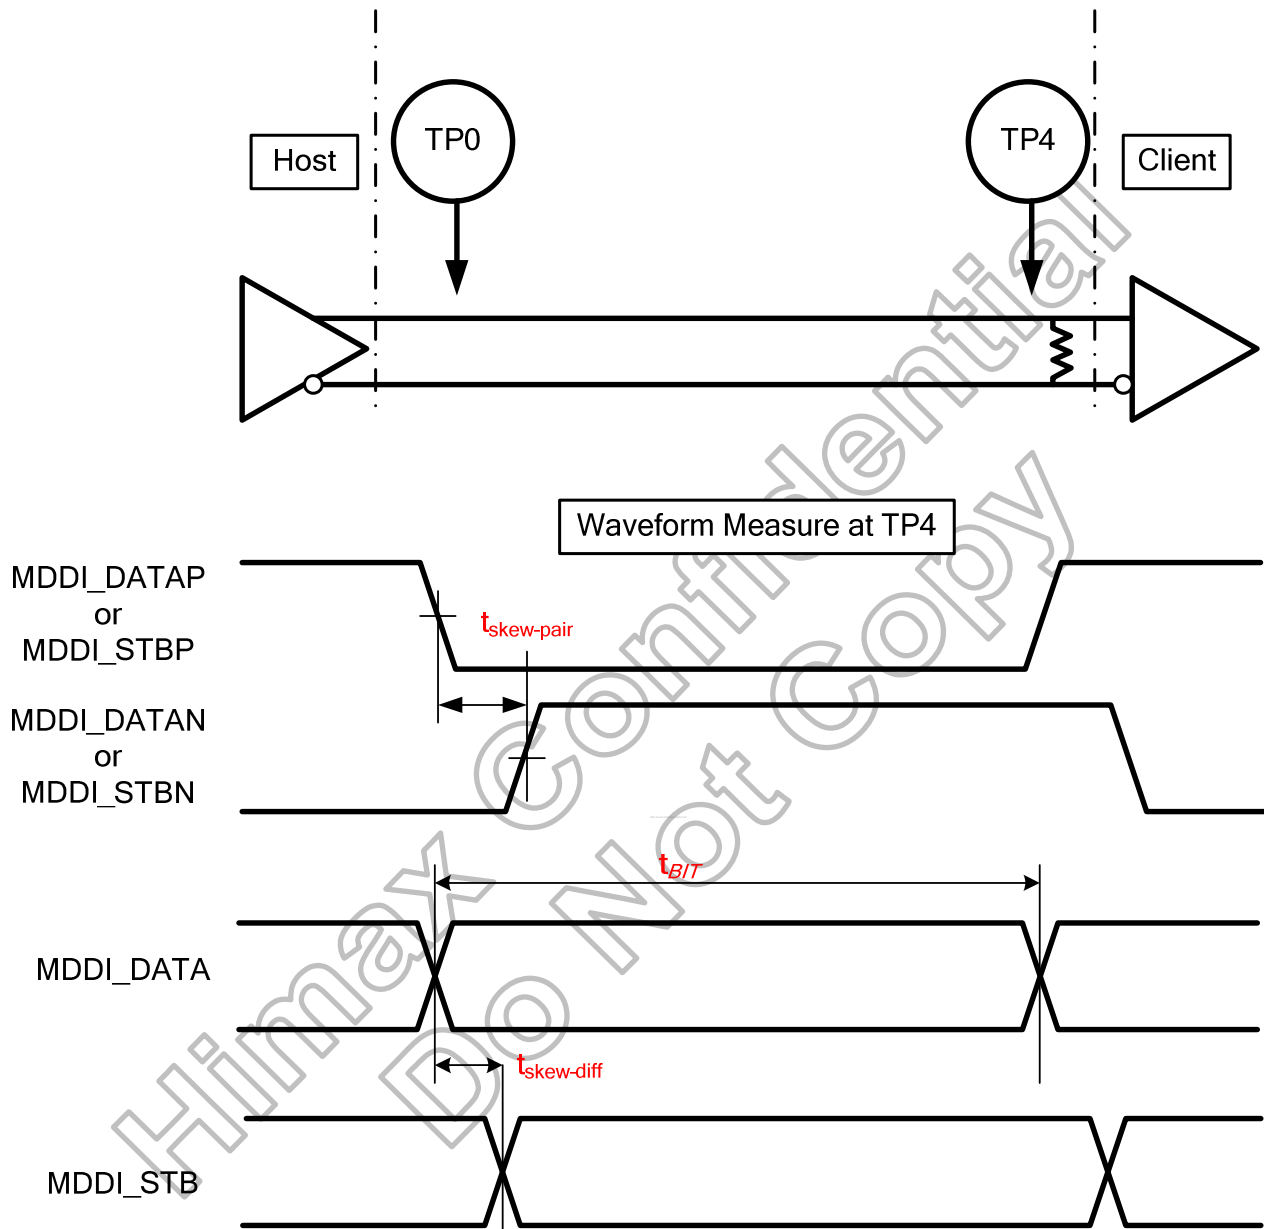 Host
TP0
TP4
Client
Waveform Measure at TP4
MDDI_DATAP
or
MDDI_STBP
tskew-pair
MDDI_DATAN
or
MDDI_STBN
tBIT
MDDI_DATA
tskew-diff
MDDI_STB
Himax Confidential
Do Not Copy